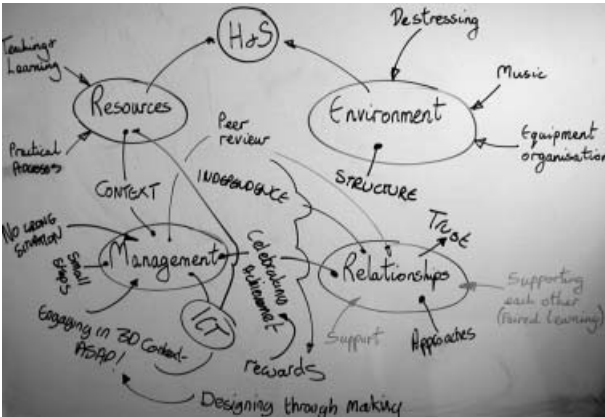 H&S
Destressing
Teaching &
Learning
Resources
Environment
Music
Equipment
organisation
Practical
Processes
Peer
review
CONTEXT
INDEPENDENCE
STRUCTURE
TRUST
NO WRONG
SITUATION
Small
Steps
Management
Celebrating
Achievement
Relationships
Supporting
each other
(Paired Learning)
ICT
Engaging in 3D Context-
ASAP!
Support
Approaches
rewards
Designing through making